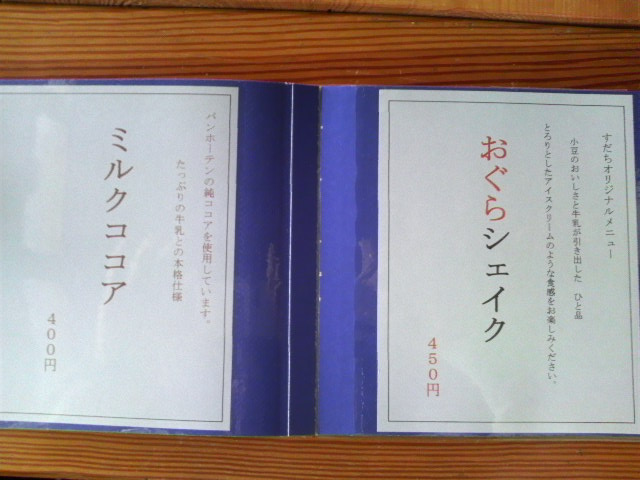 すだちオリジナルメニュー
小豆のおいしさと牛乳が引き出した ひと品
とろりとしたアイスクリームのような食感をお楽しみください。
おぐらシェイク
450円
バンホーテンの純ココアを使用しています。
たっぷりの牛乳との本格仕様
ミルクココア
400円